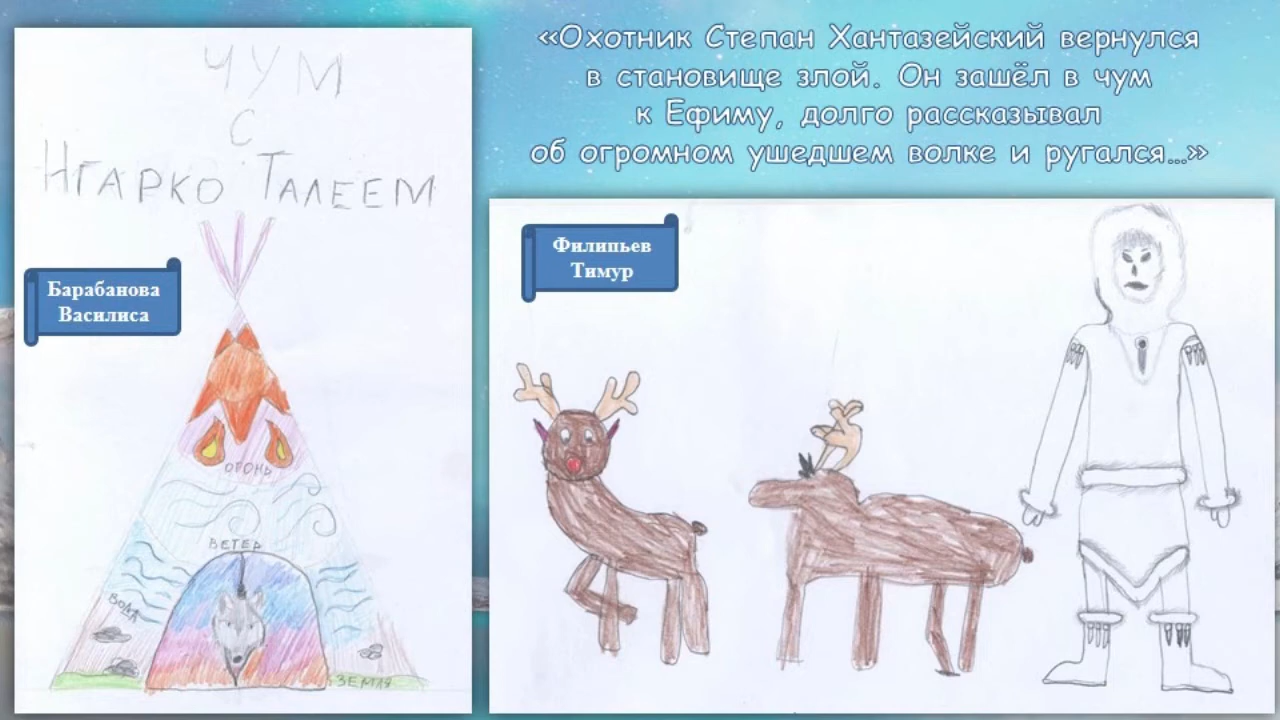 ЧУМ
С
НГАРКО ТАЛЕЕМ
Барабанова
Василиса
ОГОНЬ
ВЕТЕР
ВОДА
ЗЕМЛЯ
«Охотник Степан Хантазейский вернулся
в становище злой. Он зашёл в чум
к Ефиму, долго рассказывал
об огромном ушедшем волке и ругался…»
Филипьев
Тимур